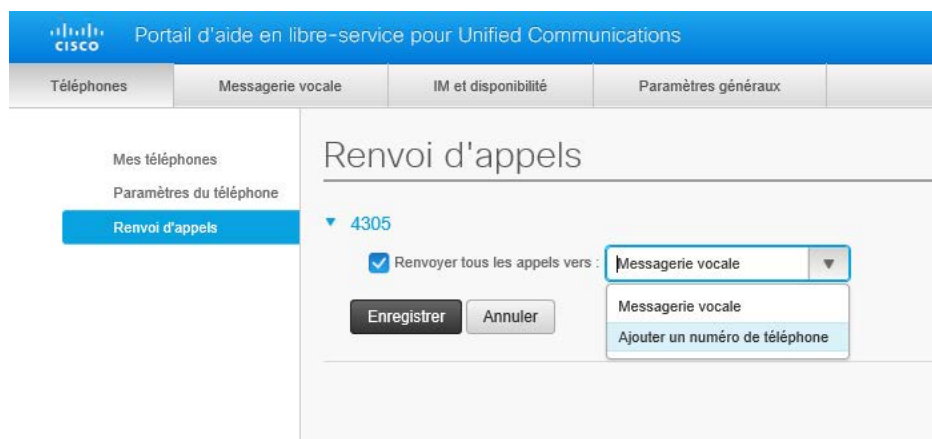 CISCO Portail d'aide en libre-service pour Unified Communications
Téléphones Messagerie vocale IM et disponibilité Paramètres généraux
Mes téléphones
Paramètres du téléphone
Renvoi d'appels
Renvoi d'appels
4305
Renvoyer tous les appels vers : Messagerie vocale
Messagerie vocale
Ajouter un numéro de téléphone
Enregistrer Annuler